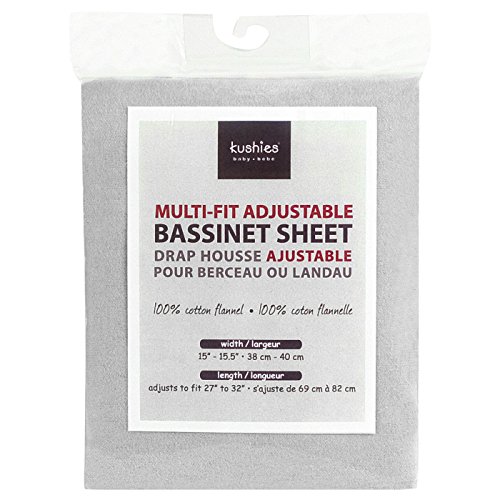 kushies
baby • bebe
MULTI-FIT ADJUSTABLE
BASSINET SHEET
DRAP HOUSSE AJUSTABLE
POUR BERCEAU OU LANDAU
100% cotton flannel • 100% coton flannelle
width / largeur
15" - 15.5" • 38 cm - 40 cm
length / longueur
adjusts to fit 27" to 32" • s'ajuste de 69 cm à 82 cm